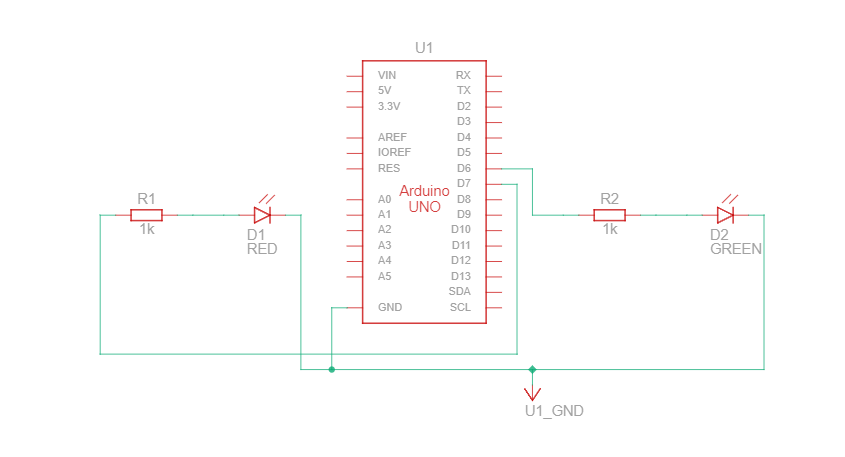 U1
VIN RX
5V TX
3.3V D2
D3
AREF D4
IOREF D5
RES D6
D7
Arduino
UNO
A0 D8
A1 D9
A2 D10
A3 D11
A4 D12
A5 D13
SDA
GND SCL
R1
1k
D1
RED
R2
1k
D2
GREEN
U1_GND